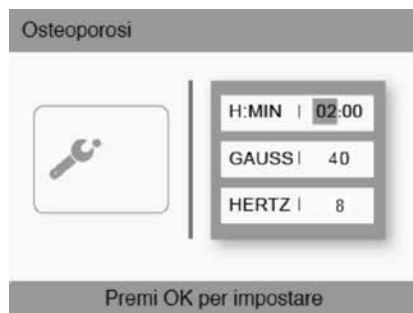 Osteoporosi
H:MIN | 02:00
GAUSS | 40
HERTZ | 8
Premi OK per impostare